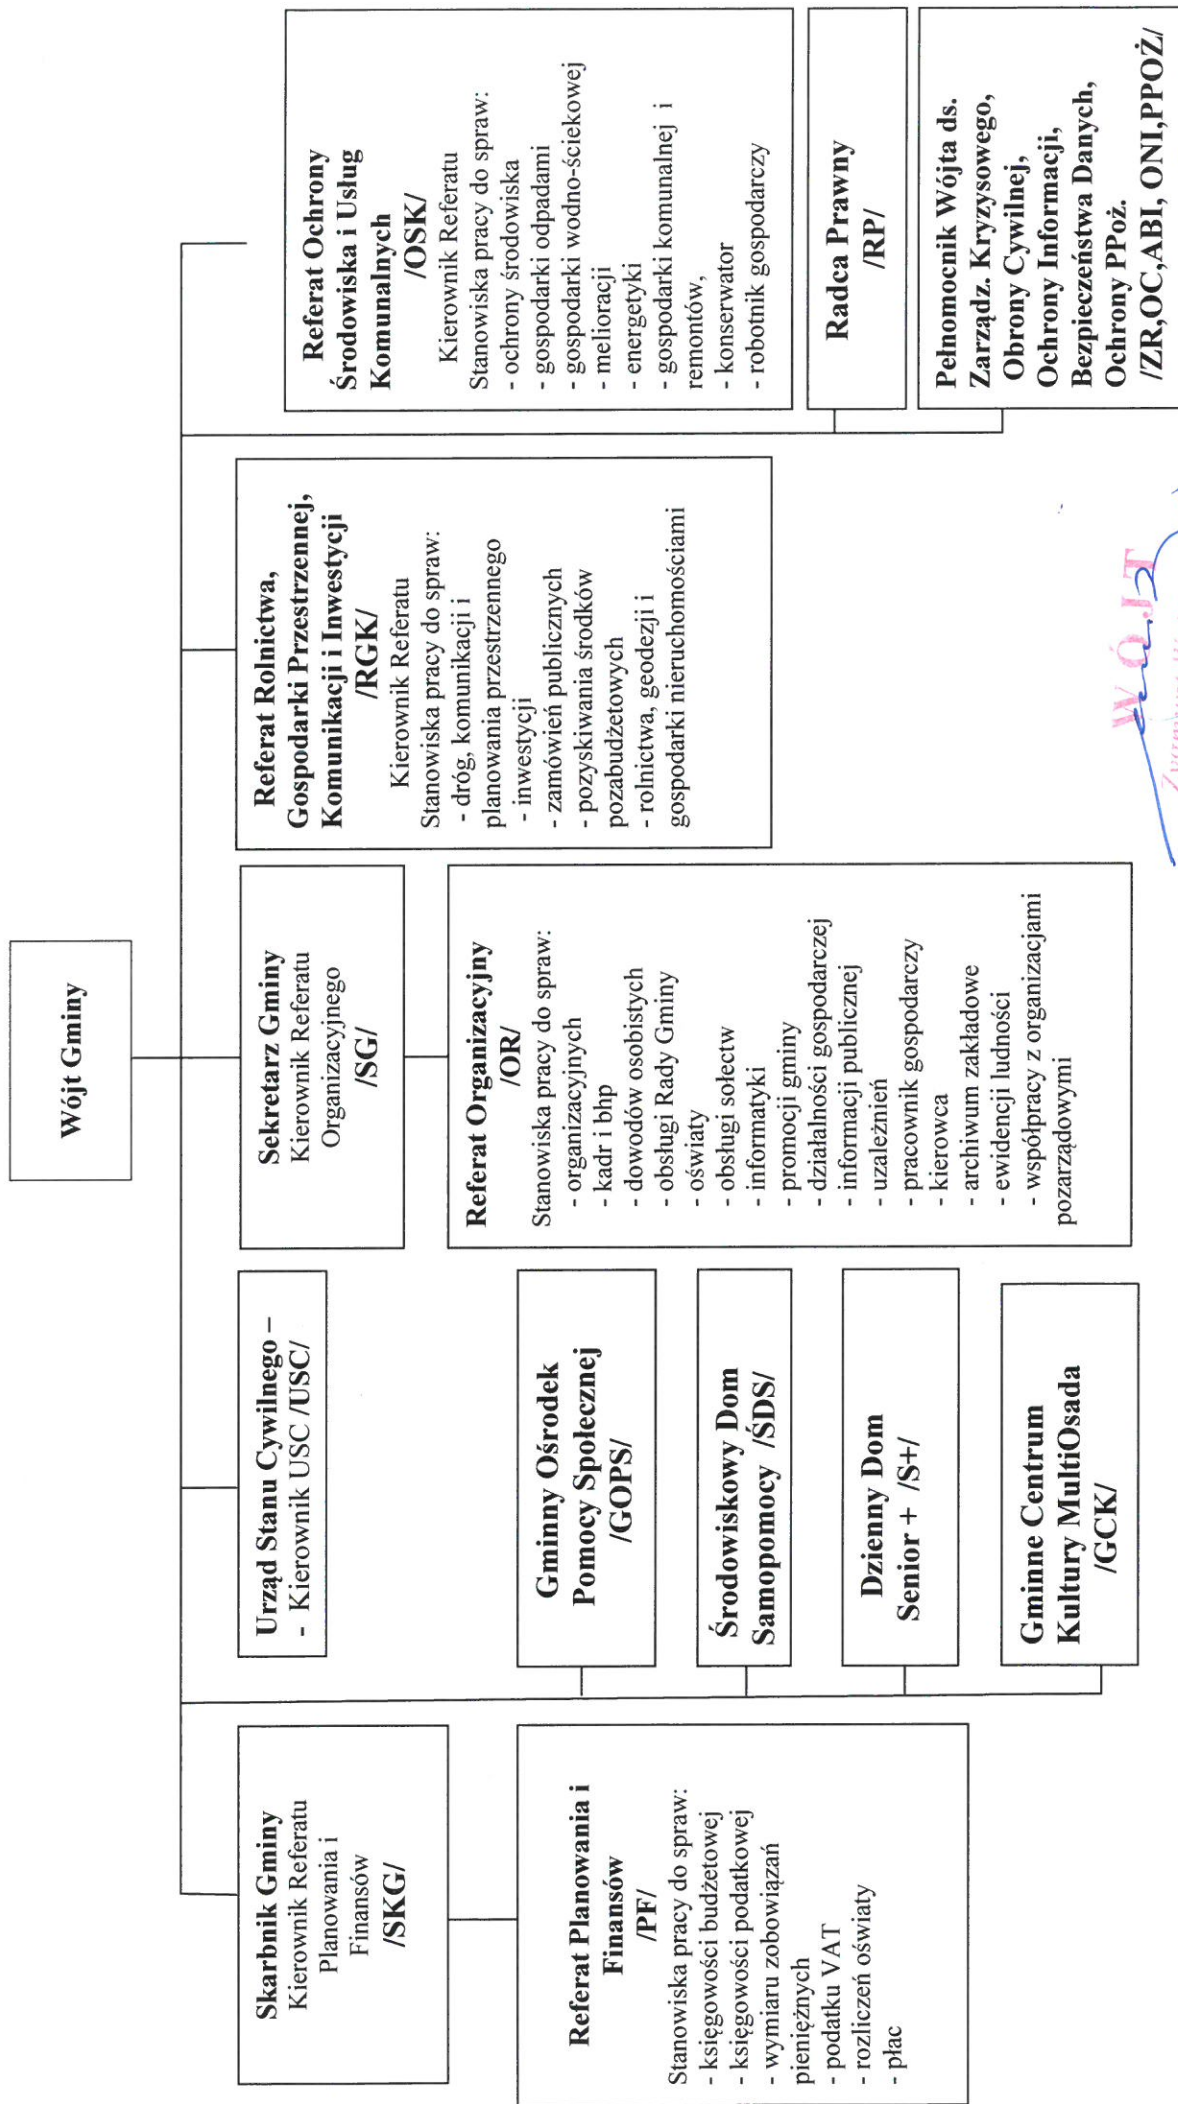 Wójt Gminy
Skarbnik Gminy
Kierownik Referatu
Planowania i
Finansów
/SKG/
Referat Planowania i
Finansów
/PF/
Stanowiska pracy do spraw:
- księgowości budżetowej
- księgowości podatkowej
- wymiaru zobowiązań
pieniężnych
- podatku VAT
- rozliczeń oświaty
- płac
Urząd Stanu Cywilnego –
- Kierownik USC /USC/
Gminny Ośrodek
Pomocy Społecznej
/GOPS/
Środowiskowy Dom
Samopomocy /ŚDS/
Dzienny Dom
Senior + /S+/
Gminne Centrum
Kultury MultiOsada
/GCK/
Sekretarz Gminy
Kierownik Referatu
Organizacyjnego
/SG/
Referat Organizacyjny
/OR/
Stanowiska pracy do spraw:
- organizacyjnych
- kadr i bhp
- dowodów osobistych
- obsługi Rady Gminy
- oświaty
- obsługi sołectw
- informatyki
- promocji gminy
- działalności gospodarczej
- informacji publicznej
- uzależnień
- pracownik gospodarczy
- kierowca
- archiwum zakładowe
- ewidencji ludności
- współpracy z organizacjami
pozarządowymi
Referat Rolnictwa,
Gospodarki Przestrzennej,
Komunikacji i Inwestycji
/RGK/
Kierownik Referatu
Stanowiska pracy do spraw:
- dróg, komunikacji i
planowania przestrzennego
- inwestycji
- zamówień publicznych
- pozyskiwania środków
pozabudżetowych
- rolnictwa, geodezji i
gospodarki nieruchomościami
Referat Ochrony
Środowiska i Usług
Komunalnych
/OSK/
Kierownik Referatu
Stanowiska pracy do spraw:
- ochrony środowiska
- gospodarki odpadami
- gospodarki wodno-ściekowej
- melioracji
- energetyki
- gospodarki komunalnej i
remontów,
- konserwator
- robotnik gospodarczy
Radca Prawny
/RP/
Pełnomocnik Wójta ds.
Zarządz. Kryzysowego,
Obrony Cywilnej,
Ochrony Informacji,
Bezpieczeństwa Danych,
Ochrony PPoż.
/ZR,OC,ABI, ONI,PPOŻ/
WÓJT